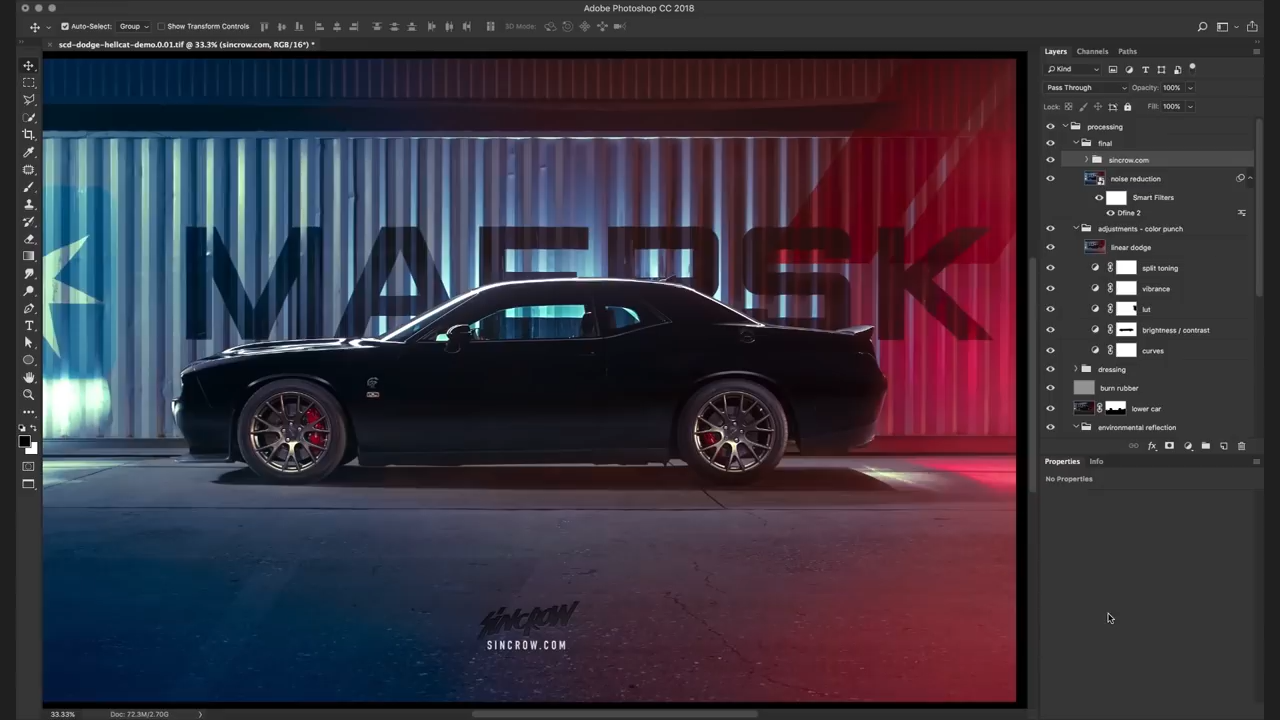 Adobe Photoshop CC 2018
Auto-Select: Group Show Transform Controls 3D Mode:
scd-dodge-hellcat-demo.0.01.tif @ 33.3% (sincrow.com, RGB/16*) *
Layers Channels Paths
Kind
Pass Through Opacity: 100%
Lock: Fill: 100%
processing
final
sincrow.com
noise reduction
Smart Filters
Dfine 2
adjustments - color punch
linear dodge
split toning
vibrance
lut
brightness / contrast
curves
dressing
burn rubber
lower car
environmental reflection
Properties Info
No Properties
MAERSK
SINCROW
SINCROW.COM
33.33% Doc: 72.3M/2.70G